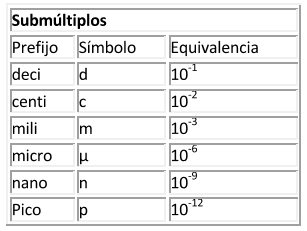 Submúltiplos
Prefijo Símbolo Equivalencia
deci d 10⁻¹
centi c 10⁻²
mili m 10⁻³
micro µ 10⁻⁶
nano n 10⁻⁹
Pico p 10⁻¹²